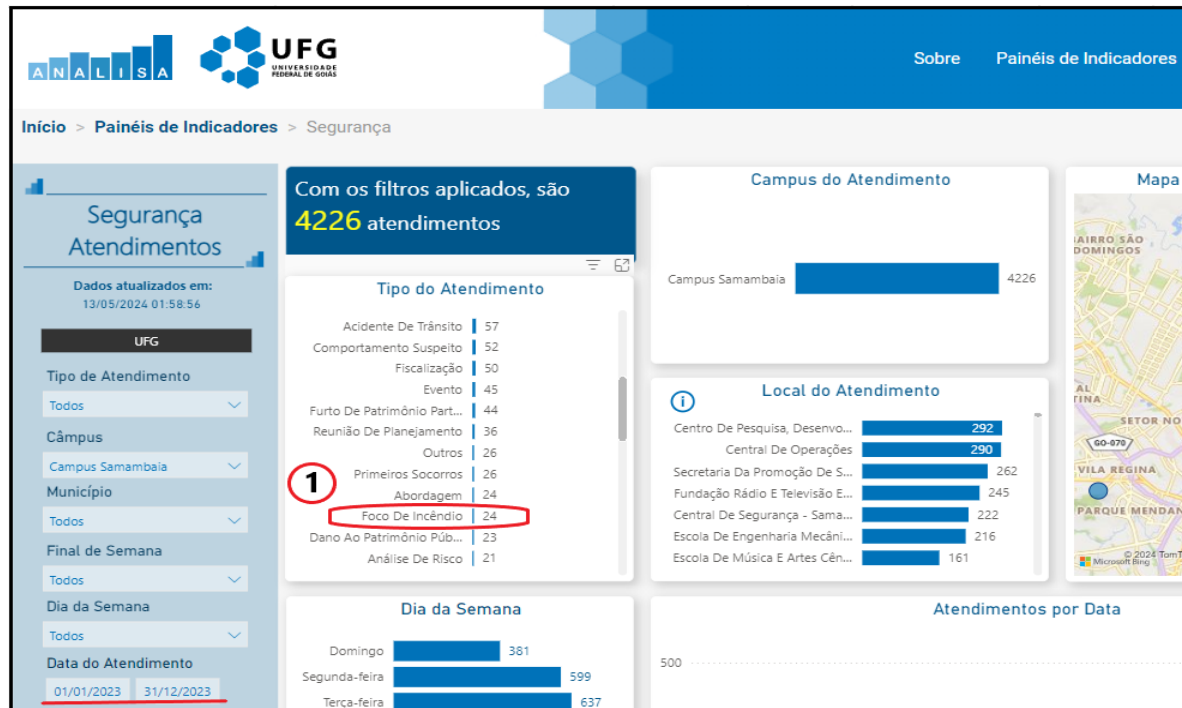 ANALISA
UFG
UNIVERSIDADE
FEDERAL DE GOIÁS
Sobre Painéis de Indicadores
Início > Painéis de Indicadores > Segurança
Segurança
Atendimentos
Dados atualizados em:
13/05/2024 01:58:56
UFG
Tipo de Atendimento
Todos
Câmpus
Campus Samambaia
Município
Todos
Final de Semana
Todos
Dia da Semana
Todos
Data do Atendimento
01/01/2023 31/12/2023
Com os filtros aplicados, são
4226 atendimentos
Tipo do Atendimento
Acidente De Trânsito 57
Comportamento Suspeito 52
Fiscalização 50
Evento 45
Furto De Patrimônio Part... 44
Reunião De Planejamento 36
Outros 26
Primeiros Socorros 26
1
Abordagem 24
Foco De Incêndio 24
Dano Ao Patrimônio Púb... 23
Análise De Risco 21
Dia da Semana
Domingo 381
Segunda-feira 599
Terça-feira 637
Campus do Atendimento
Campus Samambaia 4226
Local do Atendimento
Centro De Pesquisa, Desenvo... 292
Central De Operações 290
Secretaria Da Promoção De S... 262
Fundação Rádio E Televisão E... 245
Central De Segurança - Sama... 222
Escola De Engenharia Mecâni... 216
Escola De Música E Artes Cên... 161
Atendimentos por Data
500
Mapa
AIRRO SÃO
DOMINGOS
AL
TINA
SETOR NO
GO-070
VILA REGINA
PARQUE MENDAN
© 2024 TomT
Microsoft Bing